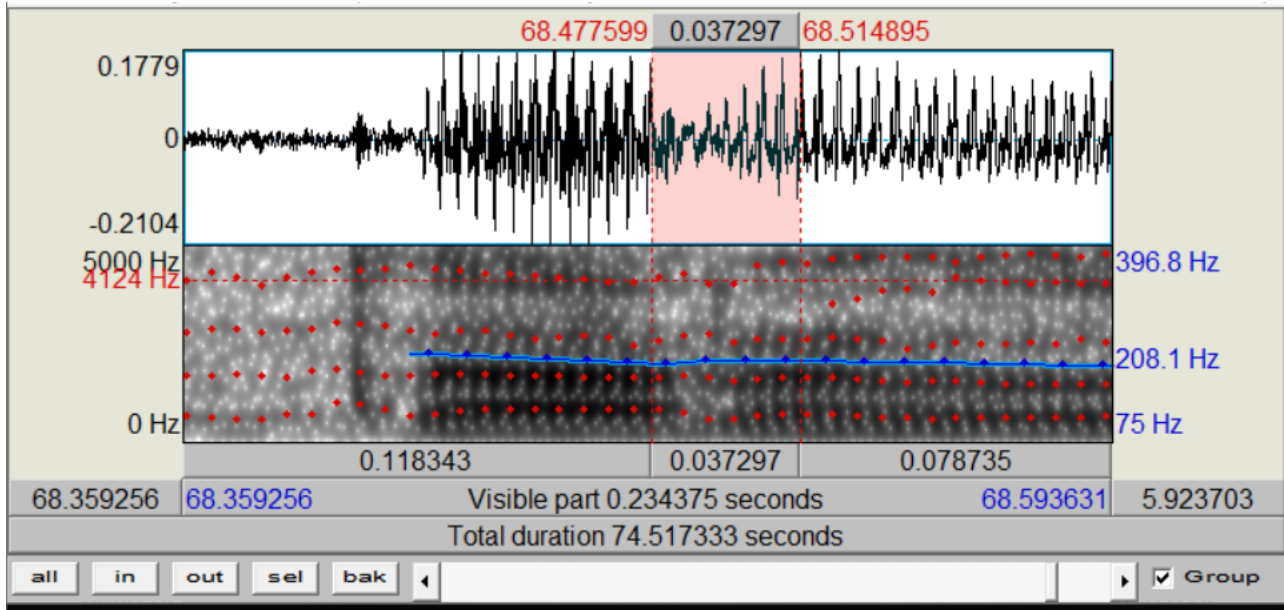 68.477599 0.037297 68.514895
0.1779
0
-0.2104
5000 Hz 396.8 Hz
4124 Hz
208.1 Hz
0 Hz 75 Hz
0.118343 0.037297 0.078735
68.359256 68.359256 Visible part 0.234375 seconds 68.593631 5.923703
Total duration 74.517333 seconds
all in out sel bak Group